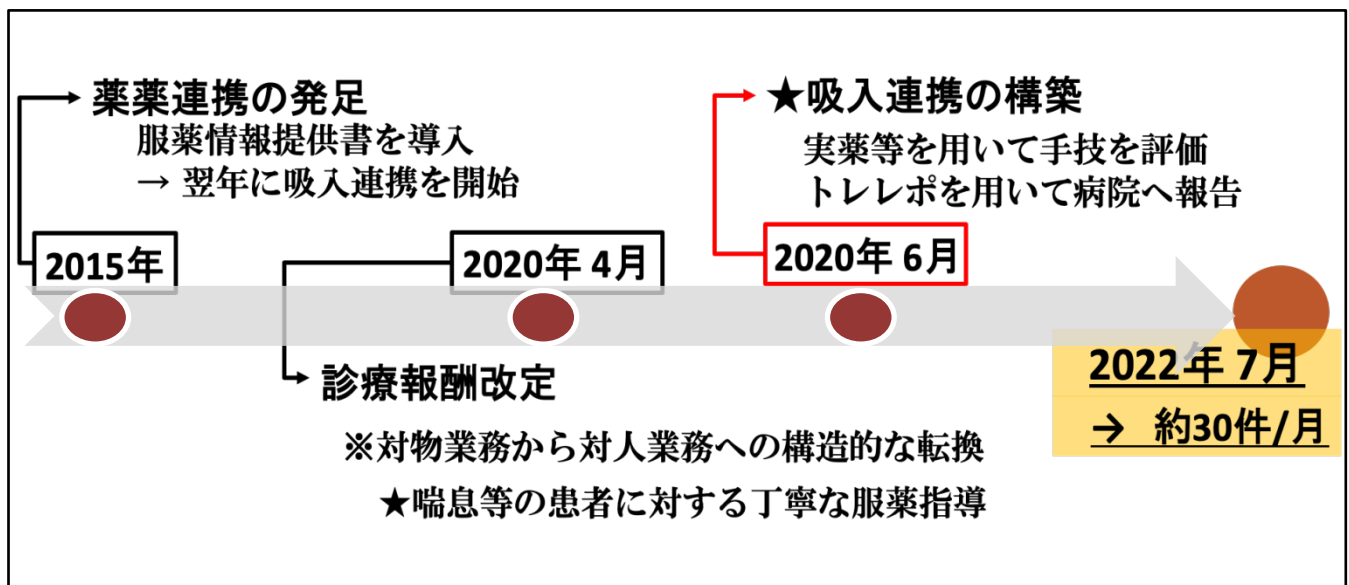 薬薬連携の発足
服薬情報提供書を導入
→ 翌年に吸入連携を開始
★吸入連携の構築
実薬等を用いて手技を評価
トレレポを用いて病院へ報告
2015年
2020年 4月
2020年 6月
診療報酬改定
※対物業務から対人業務への構造的な転換
★喘息等の患者に対する丁寧な服薬指導
2022年 7月
→ 約30件/月